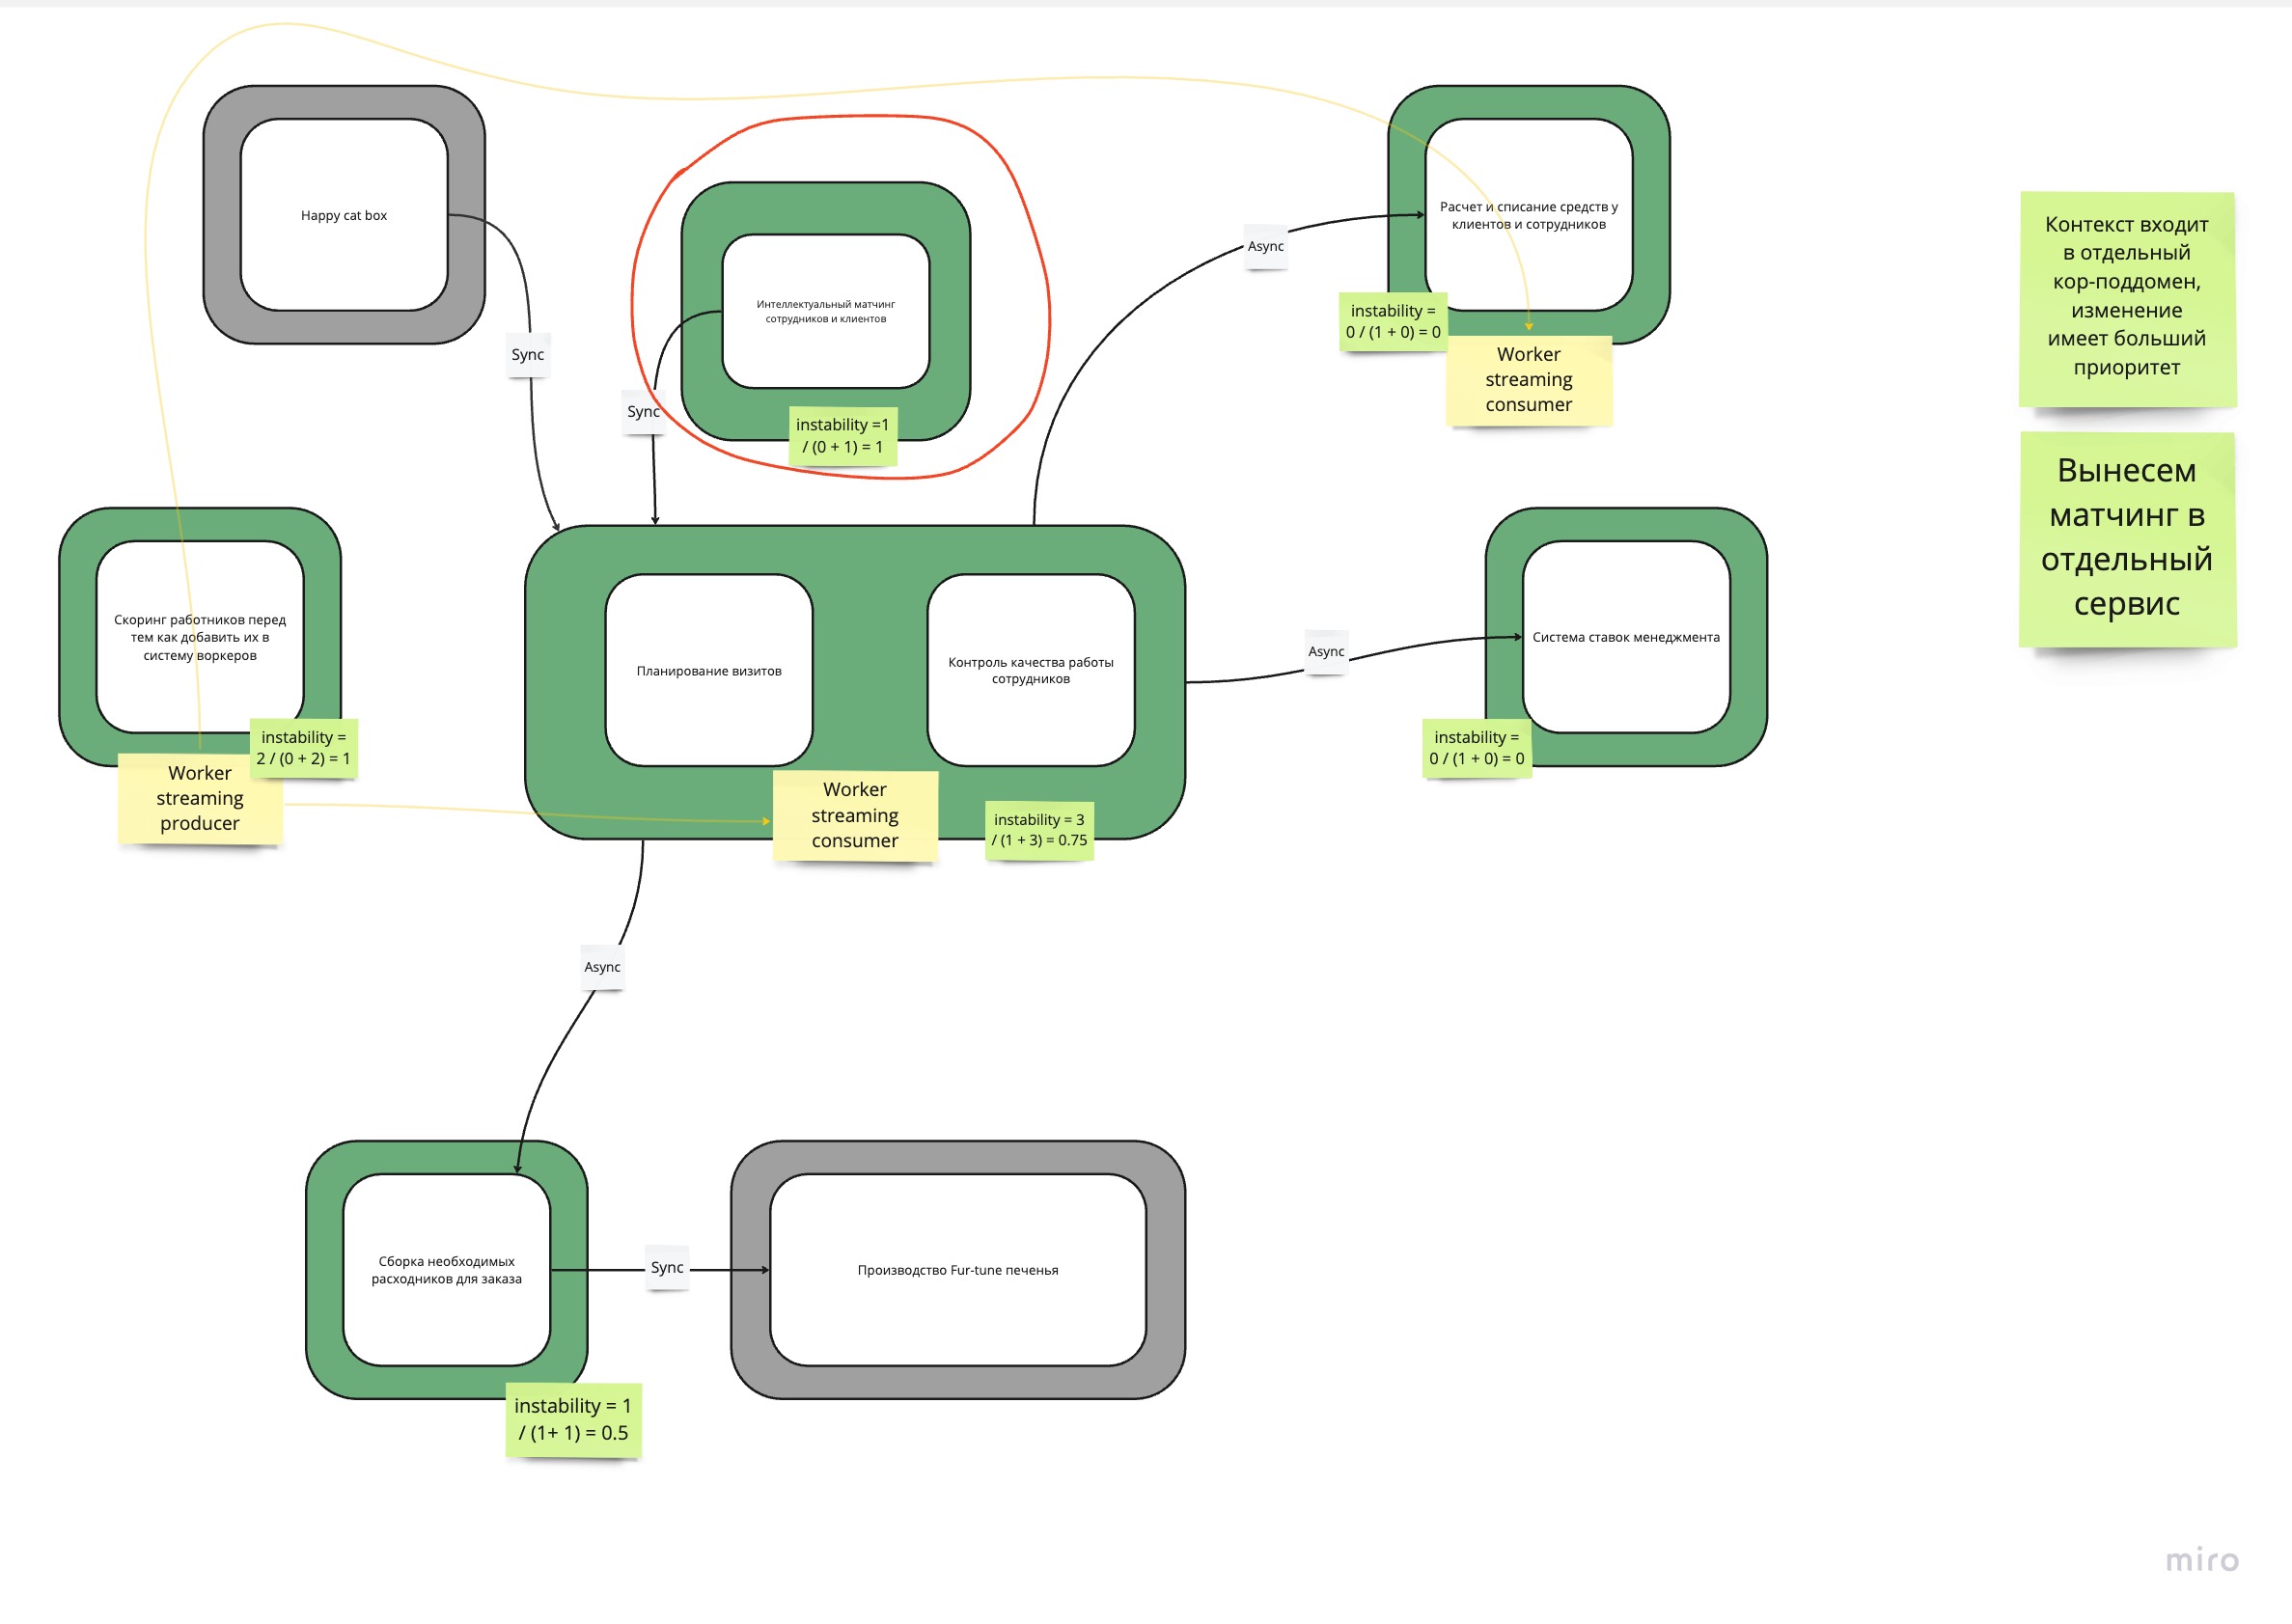 Happy cat box
Sync
Интеллектуальный матчинг
сотрудников и клиентов
Sync
instability =1
/ (0 + 1) = 1
Async
Расчет и списание средств у
клиентов и сотрудников
instability =
0 / (1 + 0) = 0
Worker
streaming
consumer
Контекст входит
в отдельный
кор-поддомен,
изменение
имеет больший
приоритет
Вынесем
матчинг в
отдельный
сервис
Скоринг работников перед
тем как добавить их в
систему воркеров
instability =
2 / (0 + 2) = 1
Worker
streaming
producer
Планирование визитов
Контроль качества работы
сотрудников
Worker
streaming
consumer
instability = 3
/ (1 + 3) = 0.75
Async
Система ставок менеджмента
instability =
0 / (1 + 0) = 0
Async
Сборка необходимых
расходников для заказа
Sync
Производство Fur-tune печенья
instability = 1
/ (1+ 1) = 0.5
miro